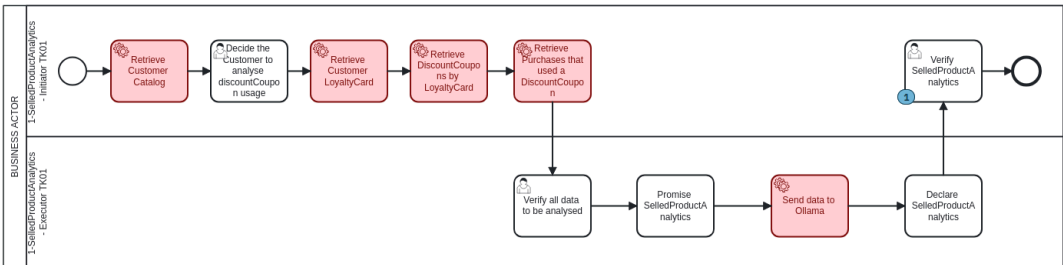 BUSINESS ACTOR
1-SelledProductAnalytics
- Initiator TK01
Retrieve
Customer
Catalog
Decide the
Customer to
analyse
discountCoupo
n usage
Retrieve
Customer
LoyaltyCard
Retrieve
DiscountCoupo
ns by
LoyaltyCard
Retrieve
Purchases that
used a
DiscountCoupo
n
Verify
SelledProductA
nalytics
1
1-SelledProductAnalytics
- Executor TK01
Verify all data
to be analysed
Promise
SelledProductA
nalytics
Send data to
Ollama
Declare
SelledProductA
nalytics